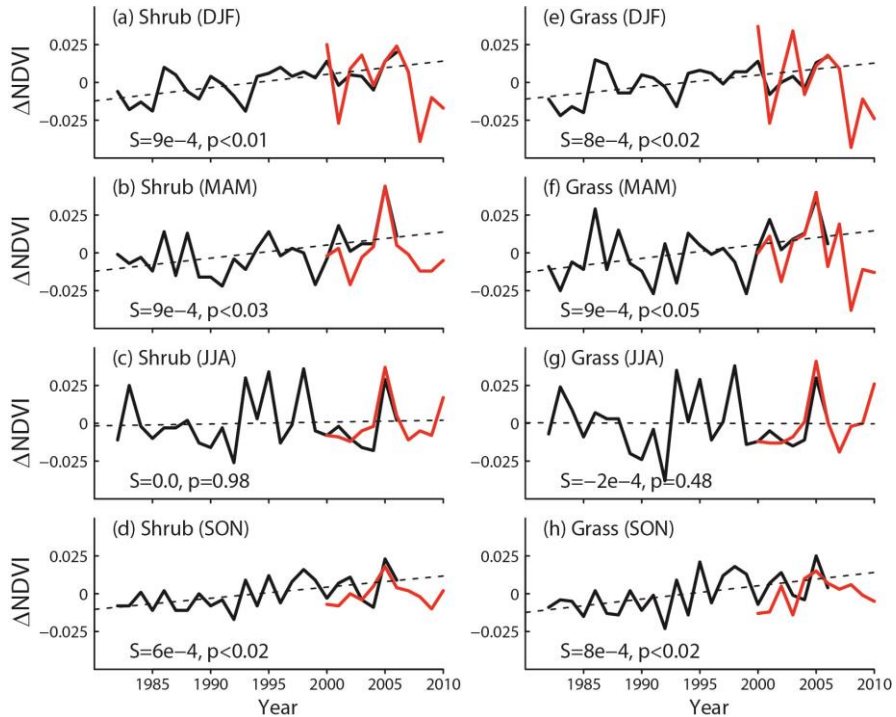 (a) Shrub (DJF)
ΔNDVI
0.025
0
−0.025
S=9e−4, p<0.01
(e) Grass (DJF)
ΔNDVI
0.025
0
−0.025
S=8e−4, p<0.02
(b) Shrub (MAM)
ΔNDVI
0.025
0
−0.025
S=9e−4, p<0.03
(f) Grass (MAM)
ΔNDVI
0.025
0
−0.025
S=9e−4, p<0.05
(c) Shrub (JJA)
ΔNDVI
0.025
0
−0.025
S=0.0, p=0.98
(g) Grass (JJA)
ΔNDVI
0.025
0
−0.025
S=−2e−4, p=0.48
(d) Shrub (SON)
ΔNDVI
0.025
0
−0.025
S=6e−4, p<0.02
1985 1990 1995 2000 2005 2010
Year
(h) Grass (SON)
ΔNDVI
0.025
0
−0.025
S=8e−4, p<0.02
1985 1990 1995 2000 2005 2010
Year